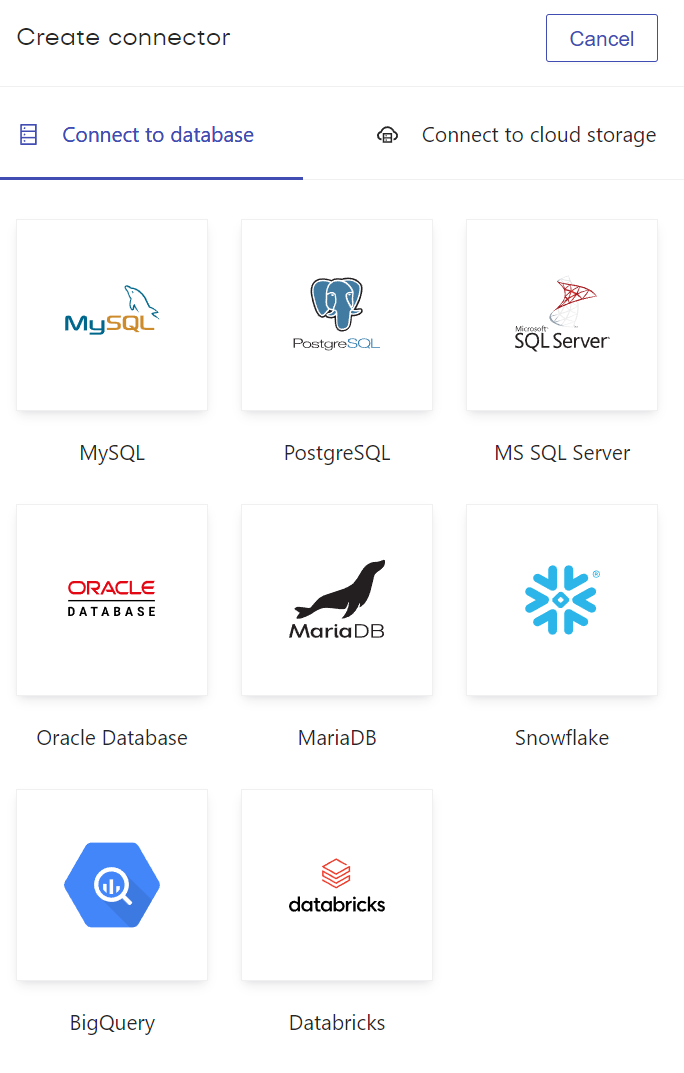 Create connector
Cancel
Connect to database
Connect to cloud storage
MySQL
PostgreSQL
Microsoft®
SQL Server
MySQL
PostgreSQL
MS SQL Server
ORACLE
DATABASE
MariaDB
®
Oracle Database
MariaDB
Snowflake
databricks
BigQuery
Databricks